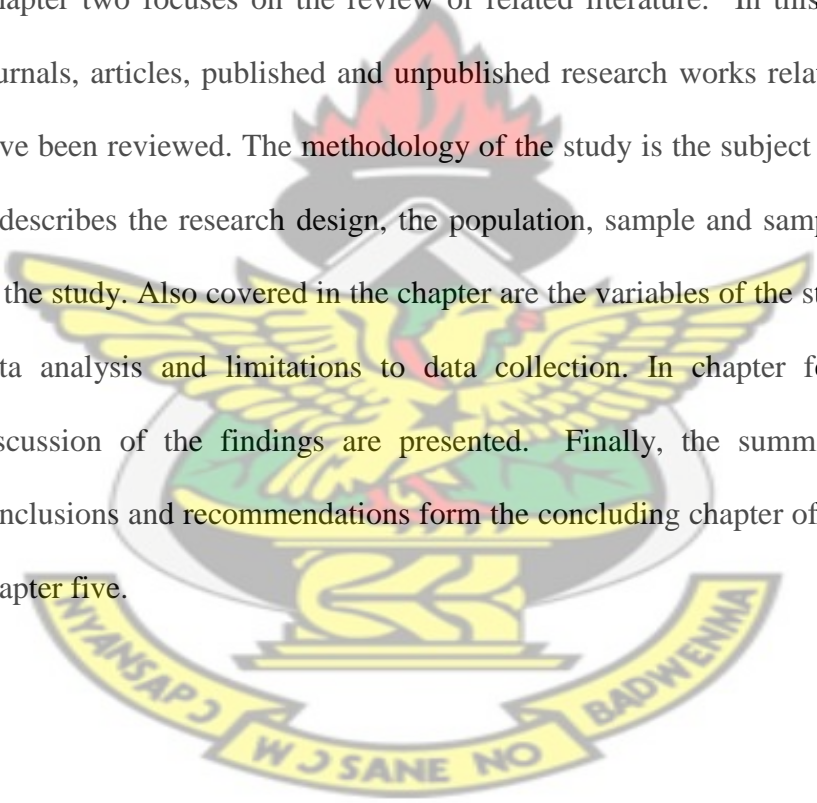 apter two focuses on the review of related literature. In this
urnals, articles, published and unpublished research works rela
ve been reviewed. The methodology of the study is the subject
describes the research design, the population, sample and samp
the study. Also covered in the chapter are the variables of the s
ta analysis and limitations to data collection. In chapter f
scussion of the findings are presented. Finally, the summ
nclusions and recommendations form the concluding chapter of
apter five.
NYANSAPƆ
WƆSANE NO
BADWENMA